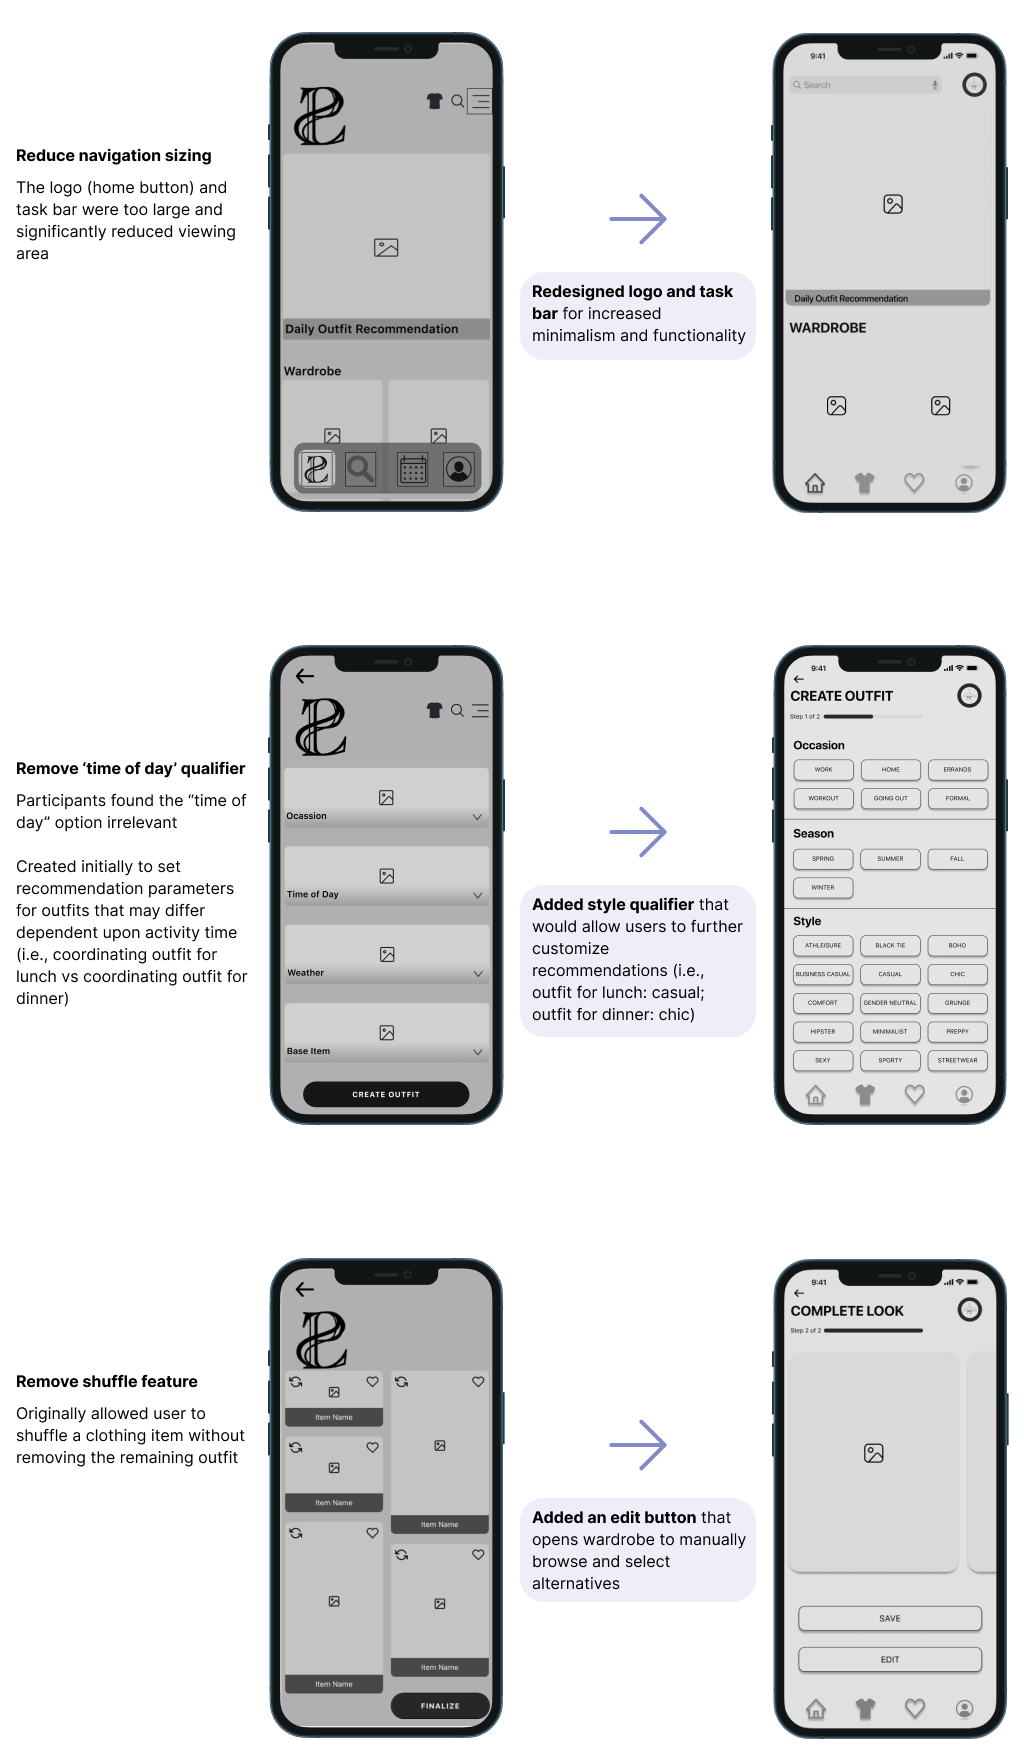 Reduce navigation sizing
The logo (home button) and
task bar were too large and
significantly reduced viewing
area
Daily Outfit Recommendation
Wardrobe
Redesigned logo and task
bar for increased
minimalism and functionality
9:41
Search
Daily Outfit Recommendation
WARDROBE
Remove ‘time of day’ qualifier
Participants found the “time of
day” option irrelevant
Created initially to set
recommendation parameters
for outfits that may differ
dependent upon activity time
(i.e., coordinating outfit for
lunch vs coordinating outfit for
dinner)
Ocassion
Time of Day
Weather
Base Item
CREATE OUTFIT
Added style qualifier that
would allow users to further
customize
recommendations (i.e.,
outfit for lunch: casual;
outfit for dinner: chic)
9:41
CREATE OUTFIT
Step 1 of 2
Occasion
WORK HOME ERRANDS
WORKOUT GOING OUT FORMAL
Season
SPRING SUMMER FALL
WINTER
Style
ATHLEISURE BLACK TIE BOHO
BUSINESS CASUAL CASUAL CHIC
COMFORT GENDER NEUTRAL GRUNGE
HIPSTER MINIMALIST PREPPY
SEXY SPORTY STREETWEAR
Remove shuffle feature
Originally allowed user to
shuffle a clothing item without
removing the remaining outfit
Item Name
Item Name
Item Name
Item Name
Item Name
FINALIZE
Added an edit button that
opens wardrobe to manually
browse and select
alternatives
9:41
COMPLETE LOOK
Step 2 of 2
SAVE
EDIT